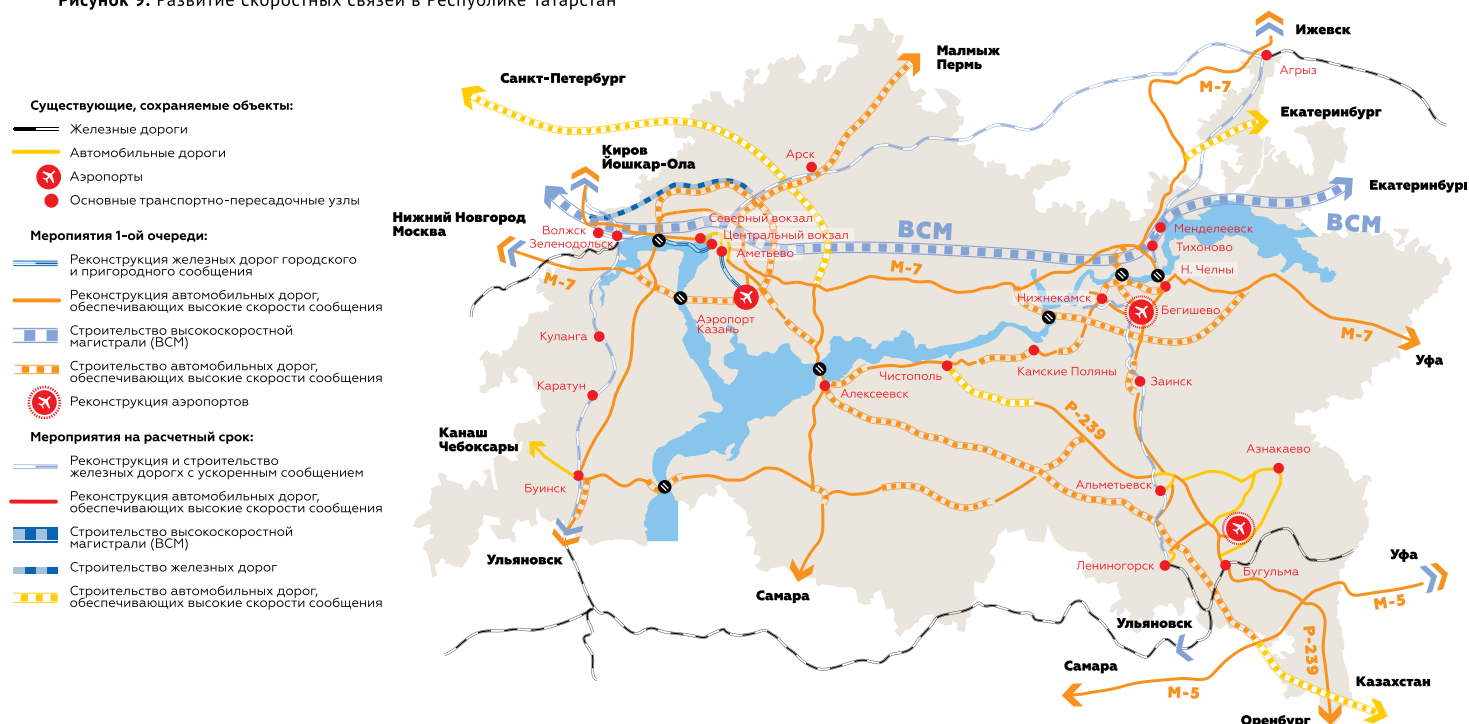 Рисунок 9. Развитие скоростных связей в Республике Татарстан
Существующие, сохраняемые объекты:
Железные дороги
Автомобильные дороги
Аэропорты
Основные транспортно-пересадочные узлы
Меропиятия 1-ой очереди:
Реконструкция железных дорог городского
и пригородного сообщения
Реконструкция автомобильных дорог,
обеспечивающих высокие скорости сообщения
Строительство высокоскоростной
магистрали (ВСМ)
Строительство автомобильных дорог,
обеспечивающих высокие скорости сообщения
Реконструкция аэропортов
Мероприятия на расчетный срок:
Реконструкция и строительство
железных дорогх с ускоренным сообщением
Реконструкция автомобильных дорог,
обеспечивающих высокие скорости сообщения
Строительство высокоскоростной
магистрали (ВСМ)
Строительство железных дорог
Строительство автомобильных дорог,
обеспечивающих высокие скорости сообщения
Санкт-Петербург
Малмыж
Пермь
Ижевск
Агрыз
М-7
Екатеринбург
Киров
Йошкар-Ола
Арск
Екатеринбург
Нижний Новгород
Москва
Волжск
Зеленодольск
Северный вокзал
Центральный вокзал
Аметьево
ВСМ
ВСМ
Менделеевск
Тихоново
Н. Челны
М-7
М-7
Нижнекамск
Бегишево
Аэропорт
Казань
М-7
Уфа
Куланга
Каратун
Чистополь
Камские Поляны
Заинск
Алексеевск
Р-239
Канаш
Чебоксары
Буинск
Азнакаево
Альметьевск
Ульяновск
Самара
Лениногорск
Бугульма
Уфа
М-5
Ульяновск
Р-239
Самара
М-5
Казахстан
Оренбург